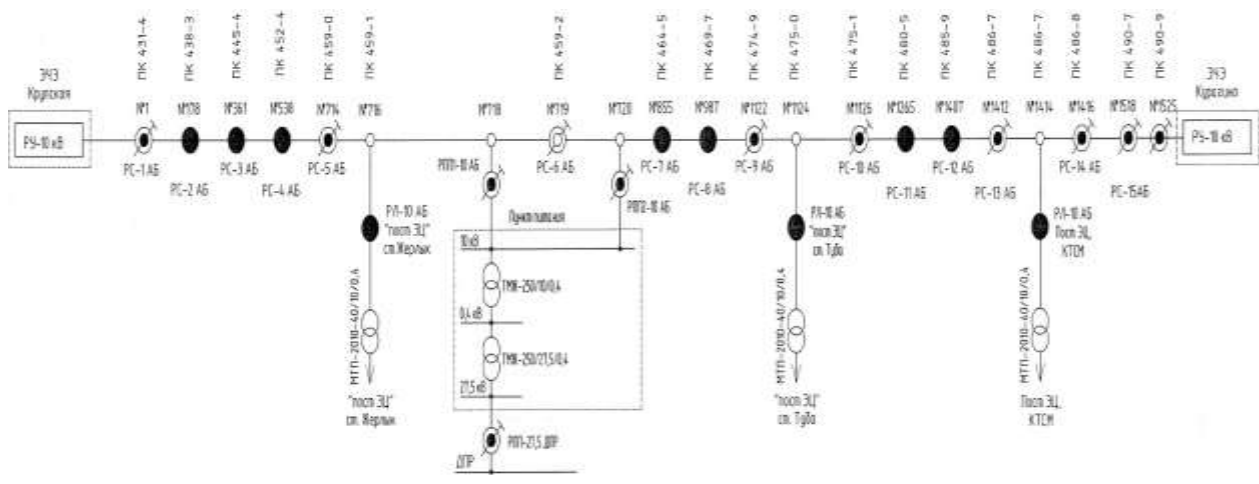 ПК 431-4
ПК 438-3
ПК 445-4
ПК 452-4
ПК 459-0
ПК 459-1
ПК 459-2
ПК 464-5
ПК 469-7
ПК 474-9
ПК 475-0
ПК 475-1
ПК 480-5
ПК 485-9
ПК 486-7
ПК 486-7
ПК 486-8
ПК 490-7
ПК 490-9
ЭЧЭ
Крупская
ЭЧЭ
Курагино
№1
№178
№361
№538
№714
№716
№718
№719
№720
№855
№987
№1122
№1124
№1126
№1265
№1407
№1412
№1414
№1416
№1518
№1525
РУ-10 кВ
РУ-10 кВ
РС-1 АБ
РС-2 АБ
РС-3 АБ
РС-4 АБ
РС-5 АБ
РПП1-10 АБ
РС-6 АБ
РПП2-10 АБ
РС-7 АБ
РС-8 АБ
РС-9 АБ
РС-10 АБ
РС-11 АБ
РС-12 АБ
РС-13 АБ
РС-14 АБ
РС-15АБ
РЛ-10 АБ
"пост ЭЦ"
ст. Жерлык
Пункт питания
10 кВ
ТМЖ-250/10/0,4
0,4 кВ
ТМЖ-250/27,5/0,4
27,5 кВ
РПП-27,5 ДПР
ДПР
МТП-2010-40/10/0,4
"пост ЭЦ"
ст. Жерлык
РЛ-10 АБ
"пост ЭЦ"
ст. Туба
МТП-2010-40/10/0,4
"пост ЭЦ"
ст. Туба
РЛ-10 АБ
Пост ЭЦ,
КТСМ
МТП-2010-40/10/0,4
Пост ЭЦ,
КТСМ